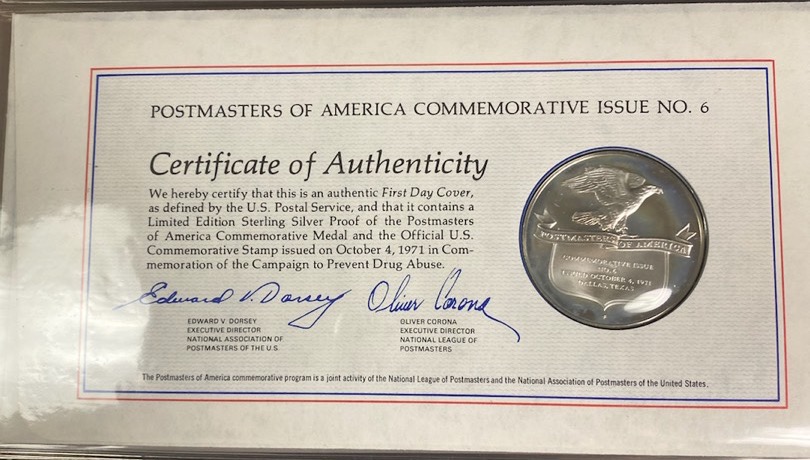 POSTMASTERS OF AMERICA COMMEMORATIVE ISSUE NO. 6
Certificate of Authenticity
We hereby certify that this is an authentic First Day Cover,
as defined by the U.S. Postal Service, and that it contains a
Limited Edition Sterling Silver Proof of the Postmasters
of America Commemorative Medal and the Official U.S.
Commemorative Stamp issued on October 4, 1971 in Com-
memoration of the Campaign to Prevent Drug Abuse.
Edward V. Dorsey
Oliver Corona
EDWARD V. DORSEY
EXECUTIVE DIRECTOR
NATIONAL ASSOCIATION OF
POSTMASTERS OF THE U.S.
OLIVER CORONA
EXECUTIVE DIRECTOR
NATIONAL LEAGUE OF
POSTMASTERS
POSTMASTERS OF AMERICA
COMMEMORATIVE ISSUE
NO. 6
ISSUED OCTOBER 4, 1971
DALLAS, TEXAS
The Postmasters of America commemorative program is a joint activity of the National League of Postmasters and the National Association of Postmasters of the United States.